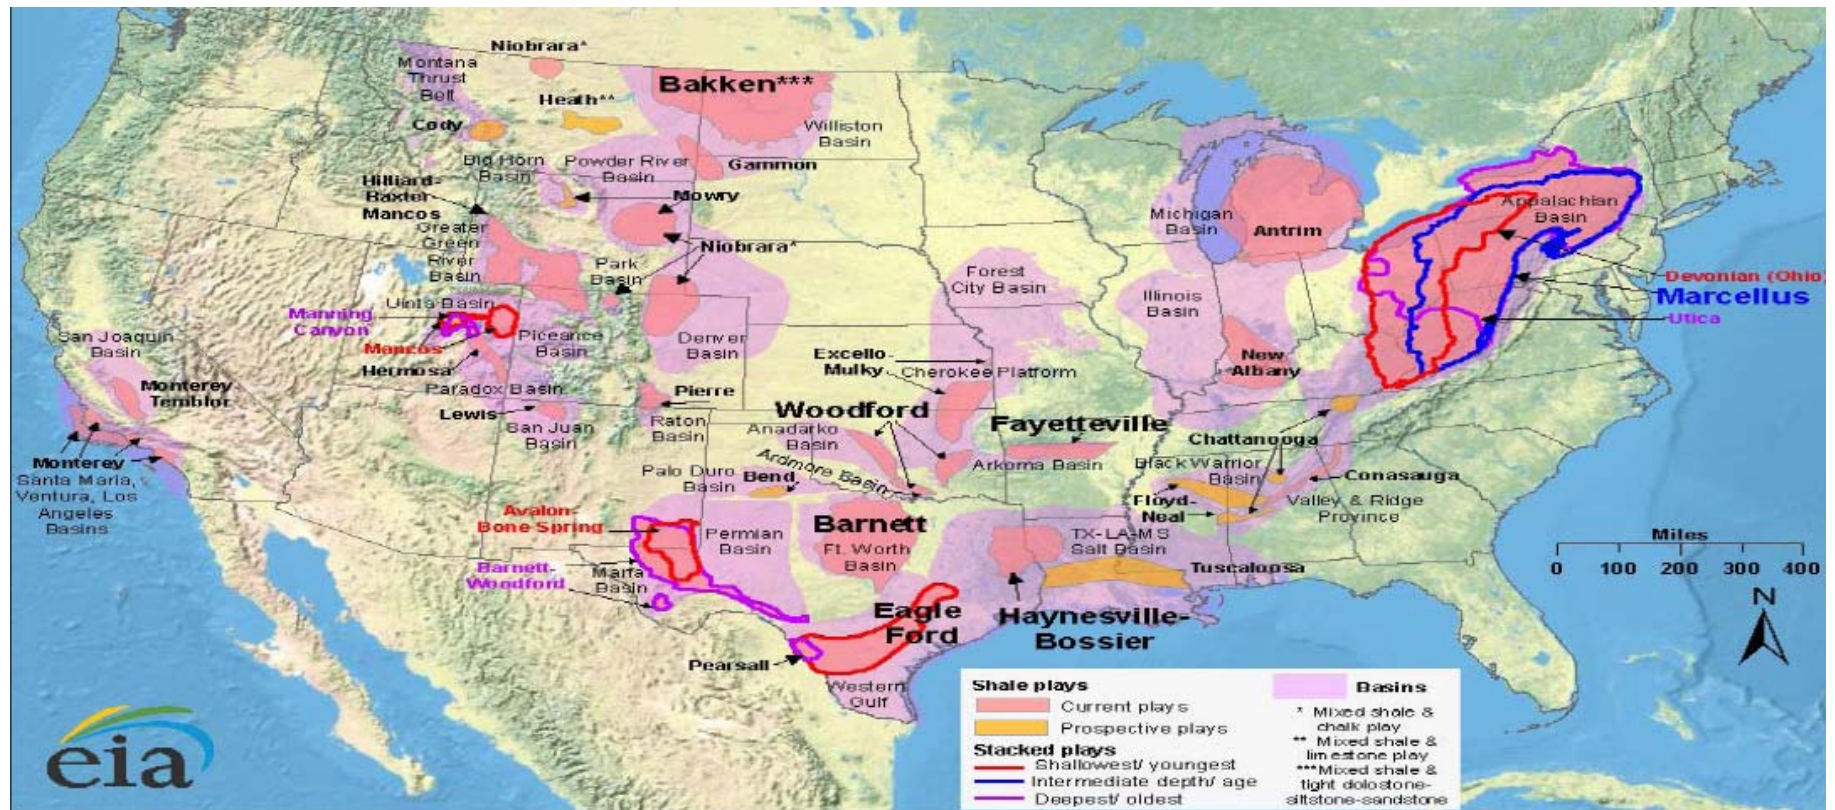 Niobrara*
Montana
Thrust
Belt
Bakken***
Heath**
Cody
Williston
Basin
Big Horn
Basin
Powder River
Basin
Gammon
Hilliard-
Baxter-
Mancos
Mowry
Greater
Green
River
Basin
Niobrara*
Park
Basin
Michigan
Basin
Antrim
Appalachian
Basin
Devonian (Ohio)
Marcellus
Utica
Forest
City Basin
Illinois
Basin
Uinta Basin
Manning
Canyon
Mancos
Piceance
Basin
Denver
Basin
San Joaquin
Basin
Hermosa
Excello-
Mulky
Cherokee Platform
New
Albany
Monterey-
Temblor
Paradox Basin
Pierre
Lewis
San Juan
Basin
Raton
Basin
Woodford
Anadarko
Basin
Fayetteville
Chattanooga
Arkoma Basin
Ardmore Basin
Black Warrior
Basin
Conasauga
Monterey
Santa Maria,
Ventura, Los
Angeles
Basins
Palo Duro
Basin
Bend
Floyd-
Neal
Valley & Ridge
Province
Avalon-
Bone Spring
Permian
Basin
Barnett
Ft. Worth
Basin
TX-LA-MS
Salt Basin
Tuscaloosa
Barnett-
Woodford
Marfa
Basin
Eagle
Ford
Haynesville-
Bossier
Pearsall
Western
Gulf
Miles
0 100 200 300 400
N
Shale plays
Current plays
Prospective plays
Stacked plays
Shallowest/ youngest
Intermediate depth/ age
Deepest/ oldest
Basins
* Mixed shale &
chalk play
** Mixed shale &
limestone play
***Mixed shale &
tight dolostone-
siltstone-sandstone
eia